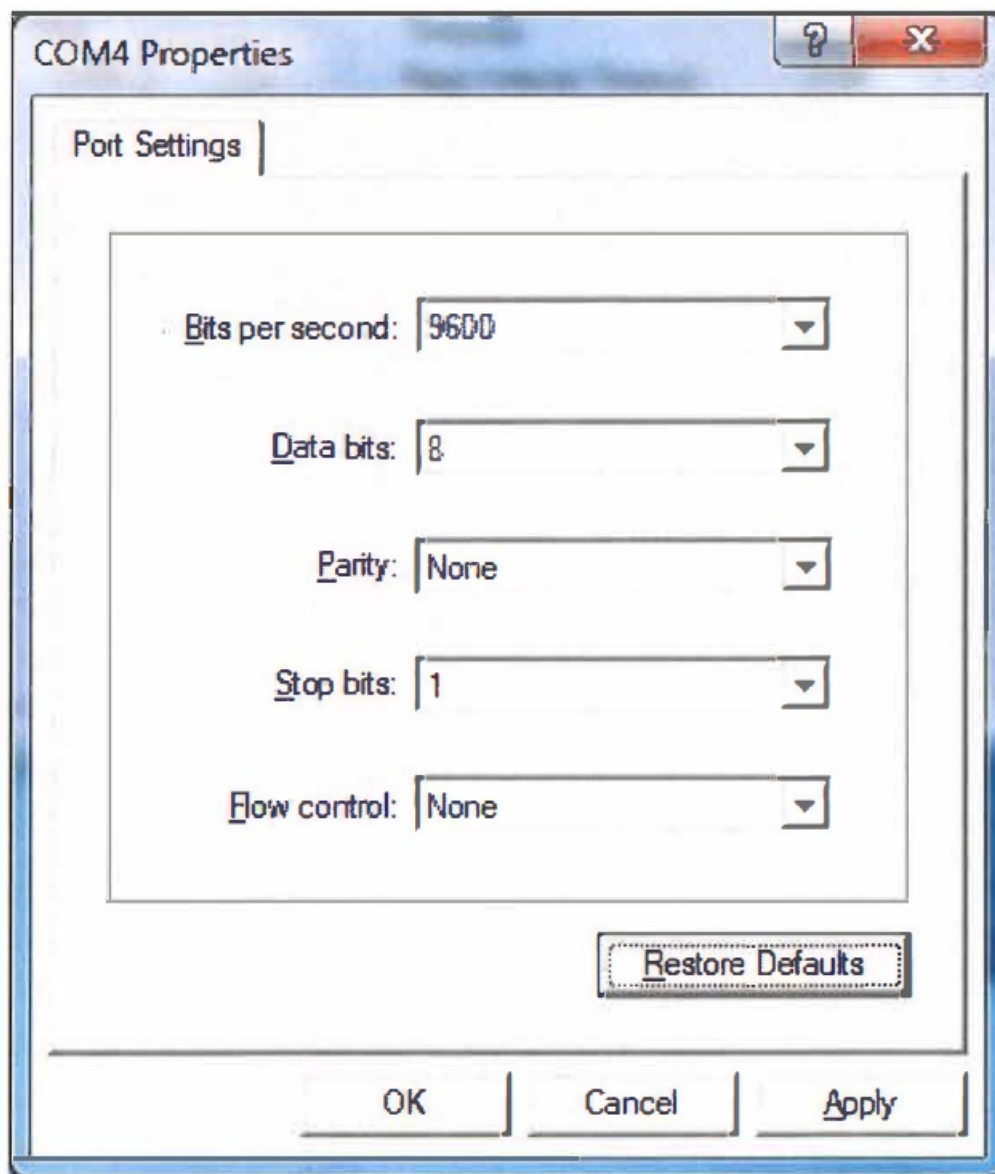 COM4 Properties
Port Settings
Bits per second: 9600
Data bits: 8
Parity: None
Stop bits: 1
Flow control: None
Restore Defaults
OK Cancel Apply